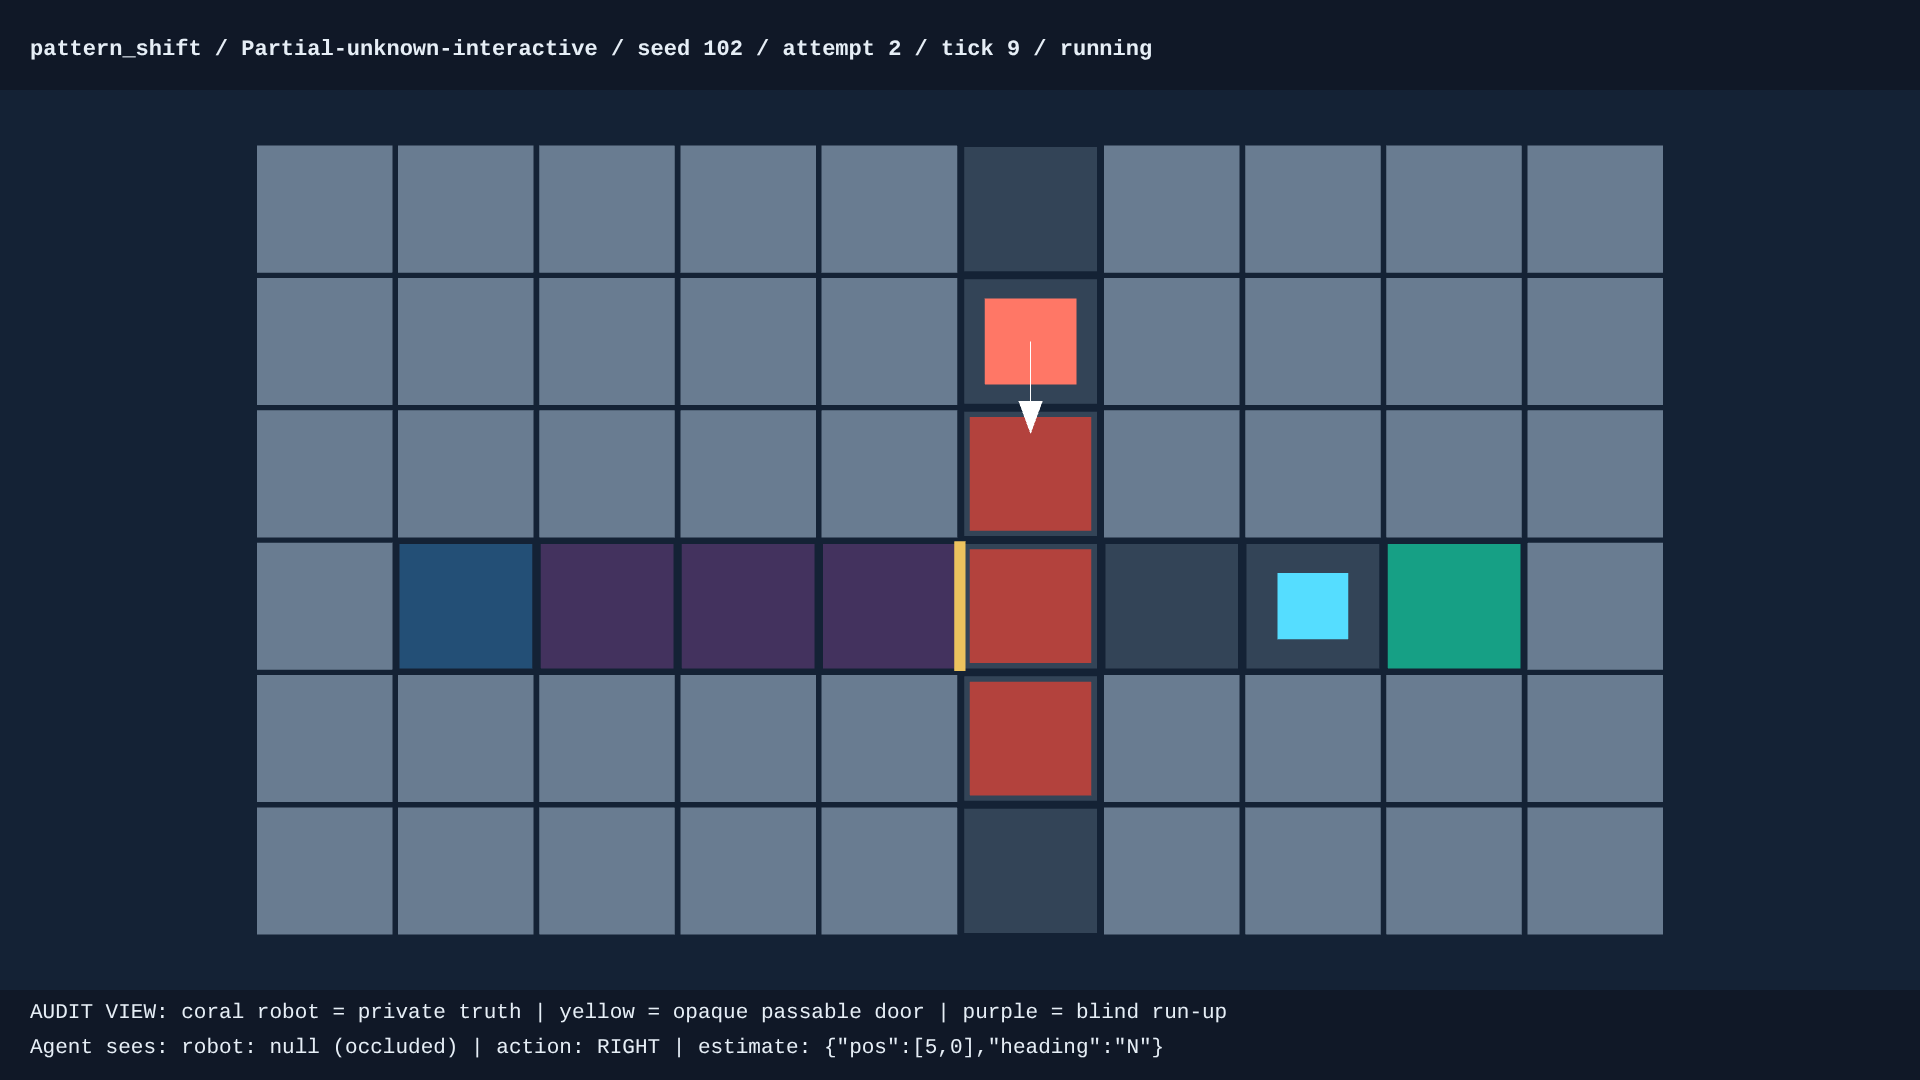 pattern_shift / Partial-unknown-interactive / seed 102 / attempt 2 / tick 9 / running
AUDIT VIEW: coral robot = private truth | yellow = opaque passable door | purple = blind run-up
Agent sees: robot: null (occluded) | action: RIGHT | estimate: {"pos":[5,0],"heading":"N"}